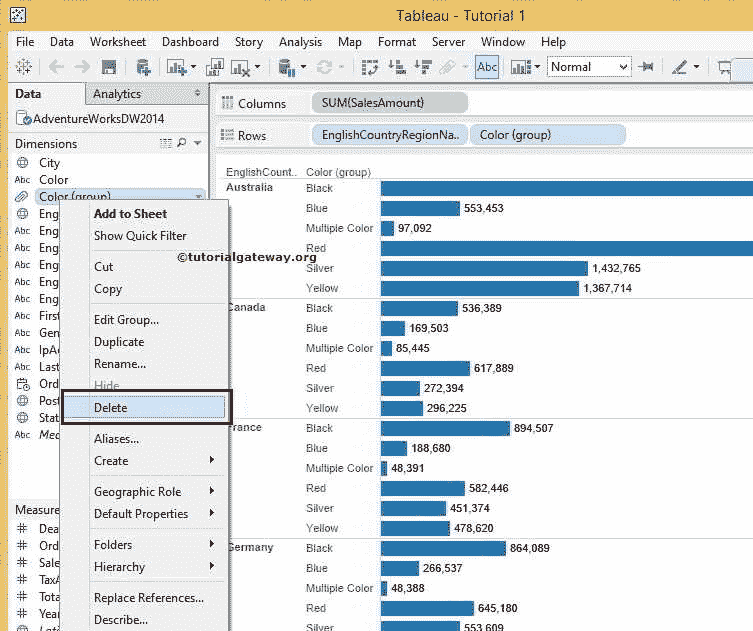 Tableau - Tutorial 1
File Data Worksheet Dashboard Story Analysis Map Format Server Window Help
Abc Normal
Data Analytics
AdventureWorksDW2014
Dimensions
City
Abc Color
Color (group)
Eng
Abc Eng
Abc Eng
Abc Eng
Abc Eng
Abc Eng
Abc First
Abc Gen
Abc IpA
Abc Last
Ord
Post
Stat
Abc Mea
Measure
# Dea
# Ord
# Sale
# TaxA
# Tota
# Year
Add to Sheet
Show Quick Filter
Cut
Copy
Edit Group...
Duplicate
Rename...
Hide
Delete
Aliases...
Create
Geographic Role
Default Properties
Folders
Hierarchy
Replace References...
Describe...
©tutorialgateway.org
Columns SUM(SalesAmount)
Rows EnglishCountryRegionNa.. Color (group)
EnglishCount.. Color (group)
Australia Black
Blue 553,453
Multiple Color 97,092
Red
Silver 1,432,765
Yellow 1,367,714
Canada Black 536,389
Blue 169,503
Multiple Color 85,445
Red 617,889
Silver 272,394
Yellow 296,225
France Black 894,507
Blue 188,680
Multiple Color 48,391
Red 582,446
Silver 451,374
Yellow 478,620
Germany Black 864,089
Blue 266,537
Multiple Color 48,388
Red 645,180
Silver 553,609